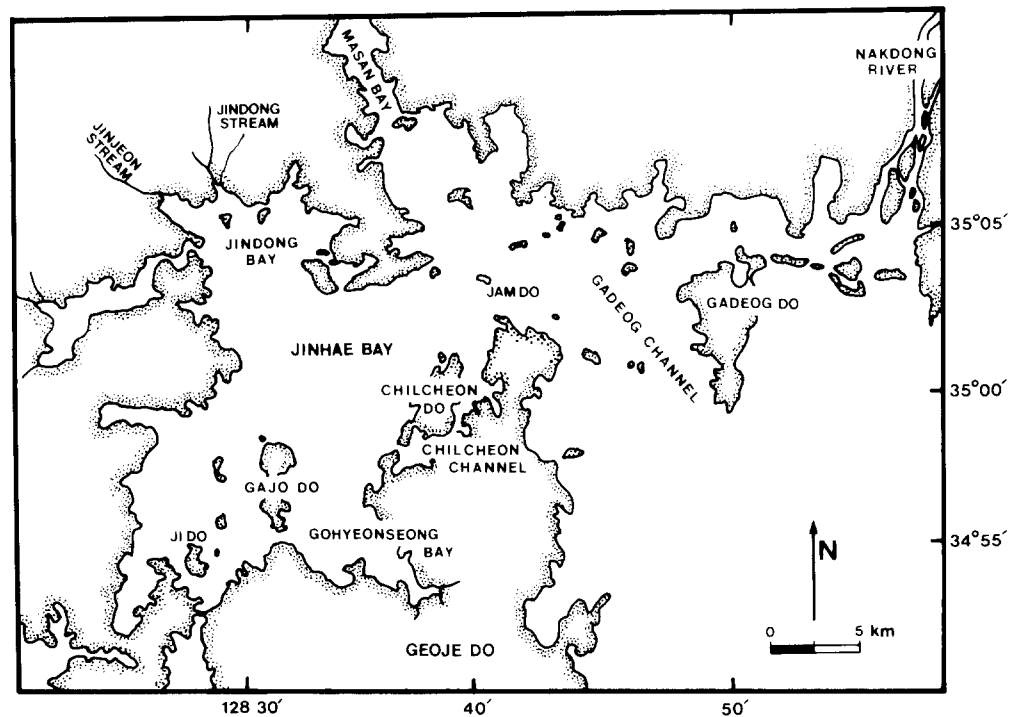 MASAN BAY
NAKDONG
RIVER
JINDONG
STREAM
JINJEON
STREAM
35°05′
JINDONG
BAY
JAMDO
GADEOG CHANNEL
GADEOG DO
JINHAE BAY
35°00′
CHILCHEON
DO
CHILCHEON
CHANNEL
GAJO DO
JI DO
GOHYEONSEONG
BAY
34°55′
N
0 5 km
GEOJE DO
128 30′ 40′ 50′